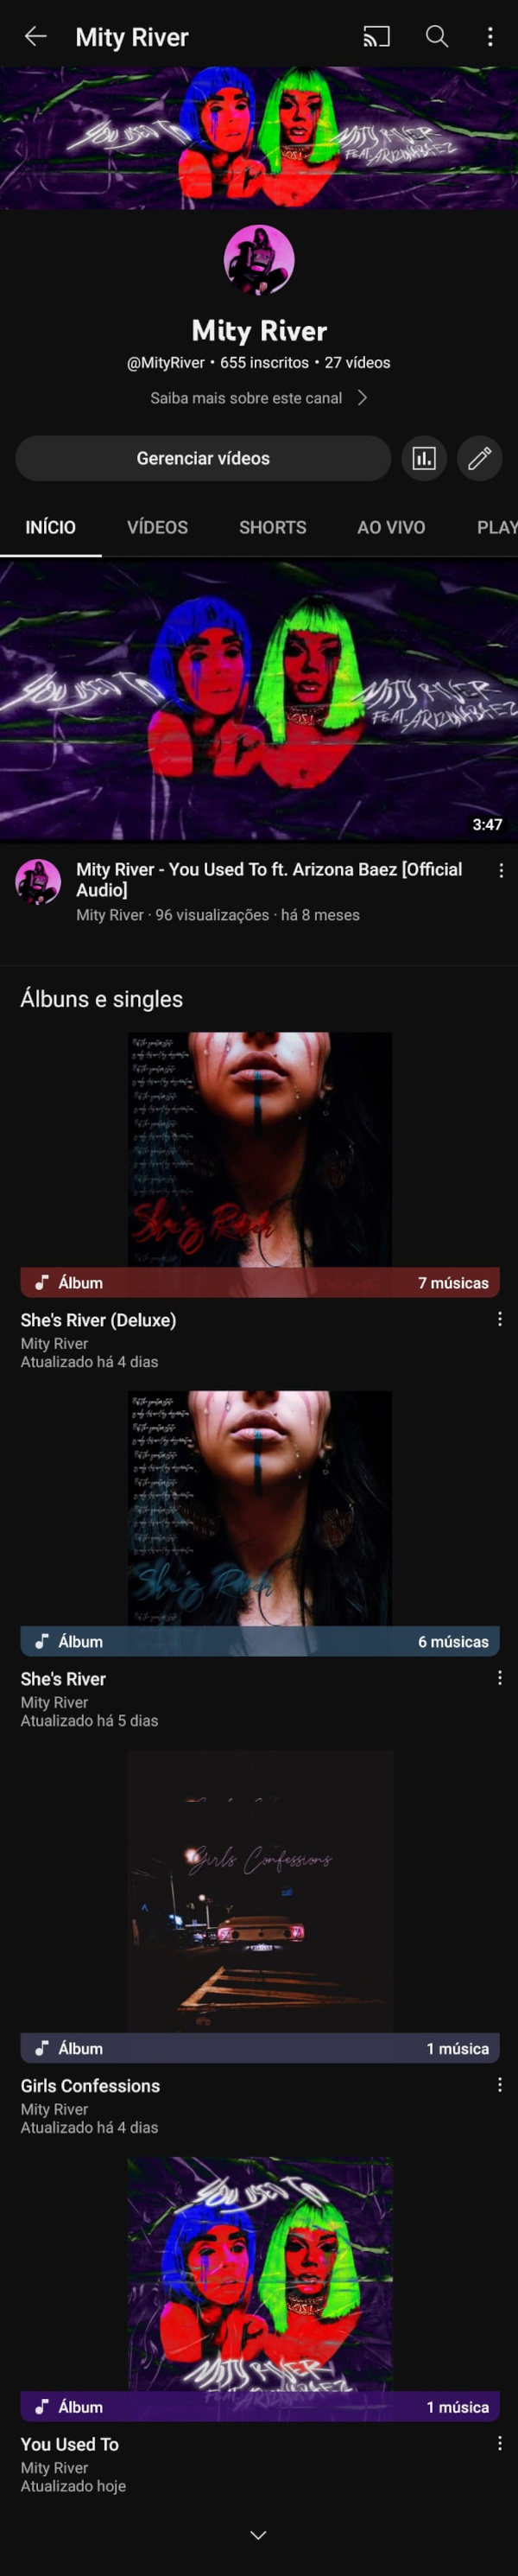 Mity River
YOU USED TO
MITY RIVER
FEAT. ARIZONA BAEZ
Mity River
@MityRiver • 655 inscritos • 27 vídeos
Saiba mais sobre este canal
Gerenciar vídeos
INÍCIO VÍDEOS SHORTS AO VIVO PLAY
YOU USED TO
MITY RIVER
FEAT. ARIZONA BAEZ
3:47
Mity River - You Used To ft. Arizona Baez [Official
Audio]
Mity River · 96 visualizações · há 8 meses
Álbuns e singles
She's River
Álbum 7 músicas
She's River (Deluxe)
Mity River
Atualizado há 4 dias
She's River
Álbum 6 músicas
She's River
Mity River
Atualizado há 5 dias
Girls Confessions
Álbum 1 música
Girls Confessions
Mity River
Atualizado há 4 dias
YOU USED TO
MITY RIVER
Álbum 1 música
You Used To
Mity River
Atualizado hoje